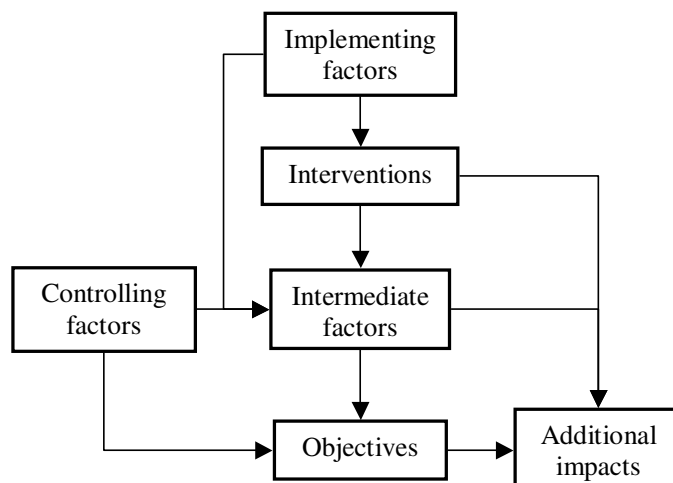 Implementing
factors
Interventions
Controlling
factors
Intermediate
factors
Objectives
Additional
impacts